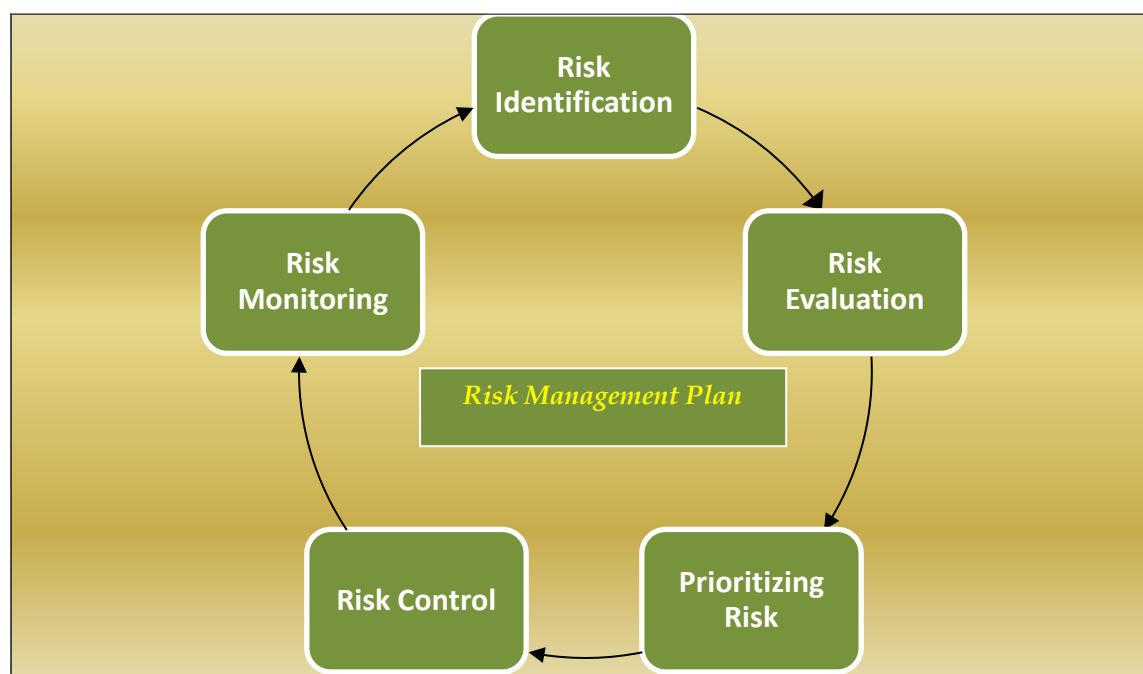 Risk
Identification
Risk
Evaluation
Prioritizing
Risk
Risk Control
Risk
Monitoring
Risk Management Plan